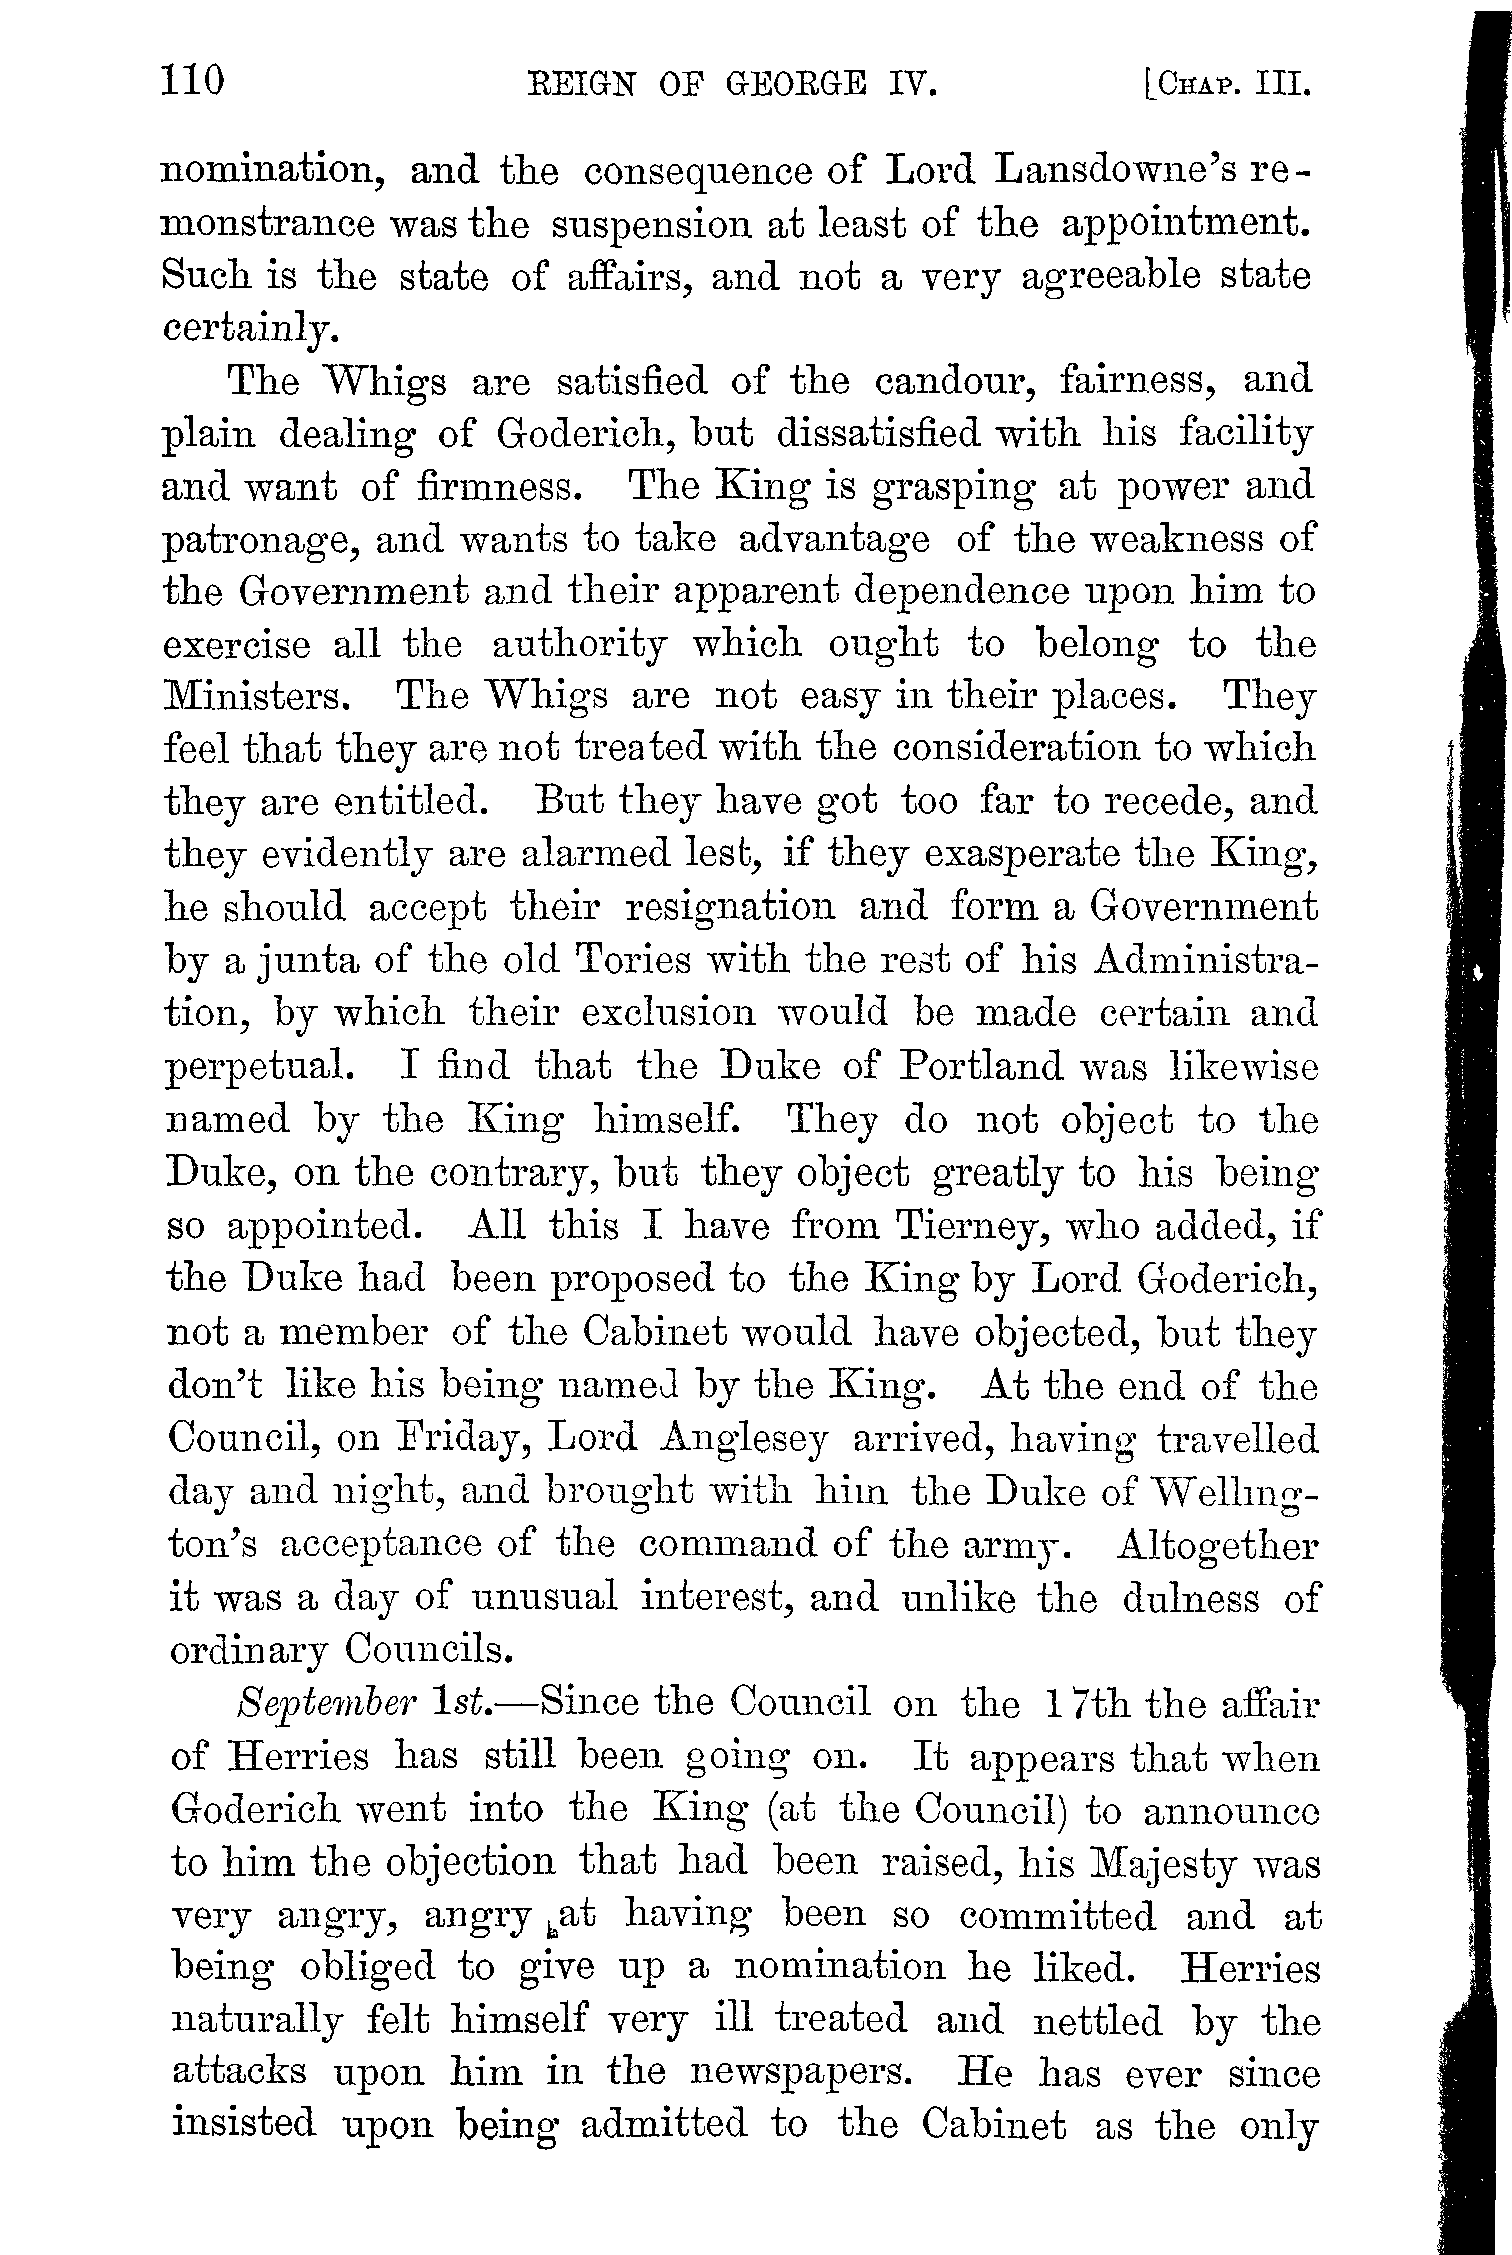 110 REIGN OF GEORGE IV. [CHAP. III.
nomination, and the consequence of Lord Lansdowne's re-
monstrance was the suspension at least of the appointment.
Such is the state of affairs, and not a very agreeable state
certainly.
The Whigs are satisfied of the candour, fairness, and
plain dealing of Goderich, but dissatisfied with his facility
and want of firmness. The King is grasping at power and
patronage, and wants to take advantage of the weakness of
the Government and their apparent dependence upon him to
exercise all the authority which ought to belong to the
Ministers. The Whigs are not easy in their places. They
feel that they are not treated with the consideration to which
they are entitled. But they have got too far to recede, and
they evidently are alarmed lest, if they exasperate the King,
he should accept their resignation and form a Government
by a junta of the old Tories with the rest of his Administra-
tion, by which their exclusion would be made certain and
perpetual. I find that the Duke of Portland was likewise
named by the King himself. They do not object to the
Duke, on the contrary, but they object greatly to his being
so appointed. All this I have from Tierney, who added, if
the Duke had been proposed to the King by Lord Goderich,
not a member of the Cabinet would have objected, but they
don't like his being named by the King. At the end of the
Council, on Friday, Lord Anglesey arrived, having travelled
day and night, and brought with him the Duke of Welling-
ton's acceptance of the command of the army. Altogether
it was a day of unusual interest, and unlike the dulness of
ordinary Councils.
September 1st.—Since the Council on the 17th the affair
of Herries has still been going on. It appears that when
Goderich went into the King (at the Council) to announce
to him the objection that had been raised, his Majesty was
very angry, angry at having been so committed and at
being obliged to give up a nomination he liked. Herries
naturally felt himself very ill treated and nettled by the
attacks upon him in the newspapers. He has ever since
insisted upon being admitted to the Cabinet as the only